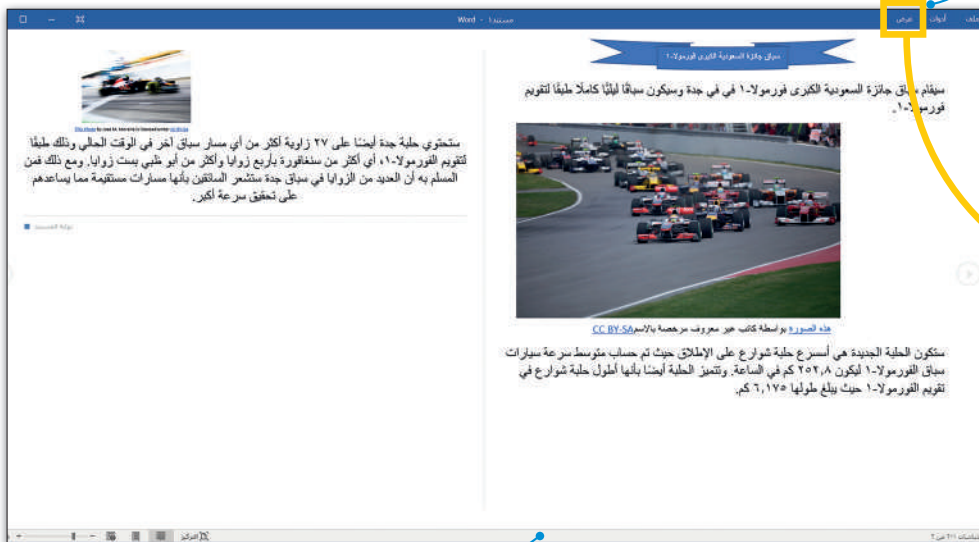 ملف أدوات عرض
مستند١ - Word
سباق جائزة السعودية الكبرى فورمولا-١
سيقام سباق جائزة السعودية الكبرى فورمولا-١ في في جدة وسيكون سباقًا ليليًا كاملًا طبقًا لتقويم
فورمولا-١.
هذه الصورة بواسطة كاتب غير معروف مرخصة بالاسم CC BY-SA
ستكون الحلبة الجديدة هي أسرع حلبة شوارع على الإطلاق حيث تم حساب متوسط سرعة سيارات
سباق الفورمولا-١ ليكون ٢٥٢,٨ كم في الساعة. وتتميز الحلبة أيضًا بأنها أطول حلبة شوارع في
تقويم الفورمولا-١ حيث يبلغ طولها ٦,١٧٥ كم.
ستحتوي حلبة جدة أيضًا على ٢٧ زاوية أكثر من أي مسار سباق آخر في الوقت الحالي وذلك طبقًا
لتقويم الفورمولا-١، أي أكثر من سنغافورة بأربع زوايا وأكثر من أبو ظبي بست زوايا. ومع ذلك فمن
المسلم به أن العديد من الزوايا في سباق جدة ستشعر السائقين بأنها مسارات مستقيمة مما يساعدهم
على تحقيق سرعة أكبر.
نهاية المستند
التركيز